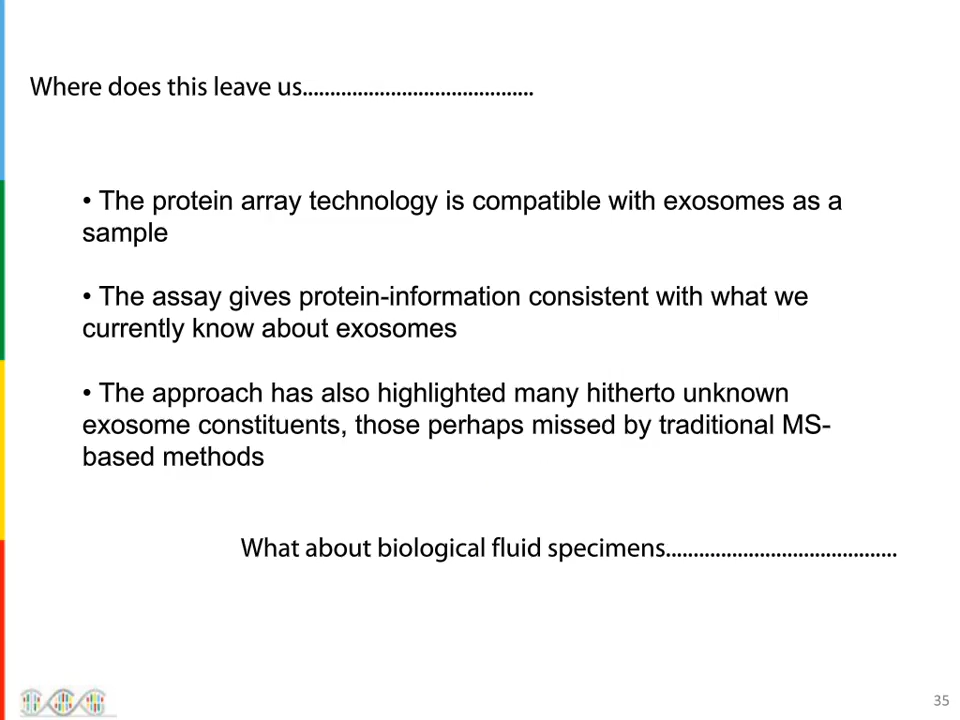 Where does this leave us..........................................
• The protein array technology is compatible with exosomes as a
sample
• The assay gives protein-information consistent with what we
currently know about exosomes
• The approach has also highlighted many hitherto unknown
exosome constituents, those perhaps missed by traditional MS-
based methods
What about biological fluid specimens..........................................
35